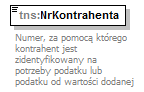 tns:NrKontrahenta
Numer, za pomocą którego
kontrahent jest
zidentyfikowany na
potrzeby podatku lub
podatku od wartości dodanej